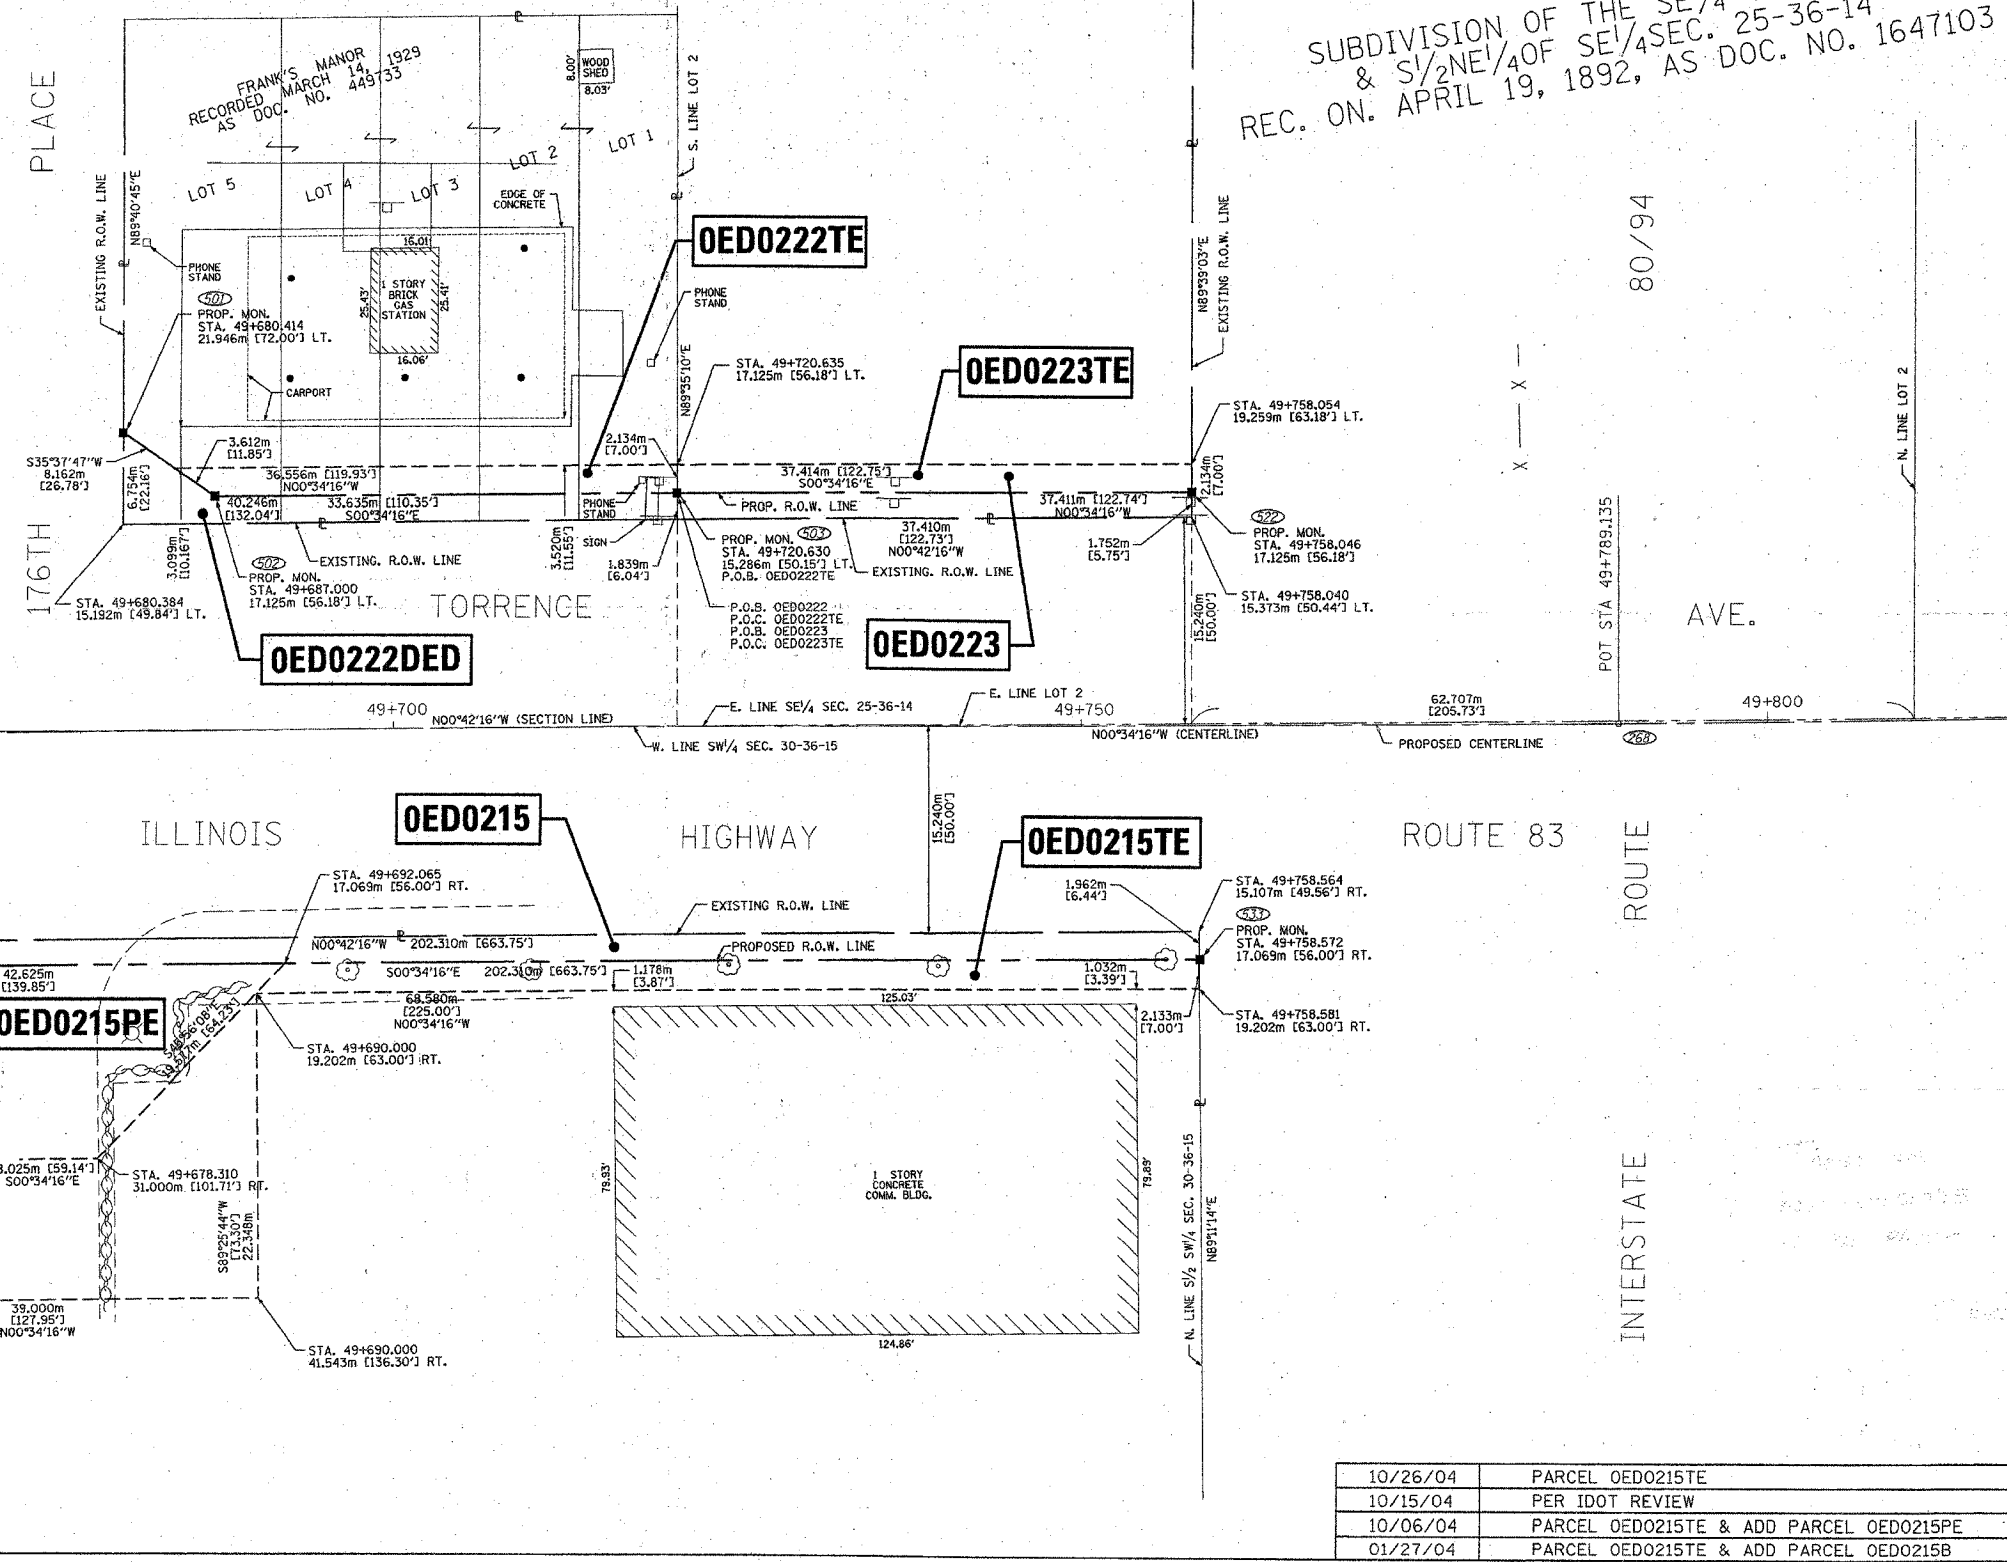 SUBDIVISION OF THE SE1/4
& S1/2NE1/4OF SE1/4SEC. 25-36-14
REC. ON. APRIL 19, 1892, AS DOC. NO. 1647103
PLACE
176TH
FRANK'S MANOR
RECORDED MARCH 14, 1929
AS DOC. NO. 449733
8.00'
WOOD
SHED
8.03'
S. LINE LOT 2
LOT 1
LOT 2
LOT 3
LOT 4
LOT 5
EXISTING R.O.W. LINE
N89°40'45"E
EDGE OF
CONCRETE
PHONE
STAND
501
PROP. MON.
STA. 49+680.414
21.946m [72.00'] LT.
16.01
25.43'
1 STORY
BRICK
GAS
STATION
25.41'
16.06'
CARPORT
0ED0222TE
PHONE
STAND
N89°35'10"E
STA. 49+720.635
17.125m [56.18'] LT.
0ED0223TE
N89°39'03"E
EXISTING R.O.W. LINE
STA. 49+758.054
19.259m [63.18'] LT.
80/94
X
X
N. LINE LOT 2
S35°37'47"W
8.162m
[26.78']
3.612m
[11.85']
6.754m
[22.16']
36.556m [119.93']
N00°34'16"W
40.246m
[132.04']
33.635m [110.35']
S00°34'16"E
2.134m
[7.00']
37.414m [122.75']
S00°34'16"E
37.411m [122.74']
N00°34'16"W
2.134m
[7.00']
PROP. R.O.W. LINE
PHONE
STAND
SIGN
3.099m
[10.167']
3.520m
[11.55']
502
PROP. MON.
STA. 49+687.000
17.125m [56.18'] LT.
EXISTING. R.O.W. LINE
1.839m
[6.04']
PROP. MON. 503
STA. 49+720.630
15.286m [50.15'] LT.
P.O.B. 0ED0222TE
37.410m
[122.73']
N00°42'16"W
EXISTING. R.O.W. LINE
1.752m
[5.75']
522
PROP. MON.
STA. 49+758.046
17.125m [56.18']
STA. 49+758.040
15.373m [50.44'] LT.
15.240m
[50.00']
POT STA 49+789.135
STA. 49+680.384
15.192m [49.84'] LT.
TORRENCE
AVE.
P.O.B. 0ED0222
P.O.C. 0ED0222TE
P.O.B. 0ED0223
P.O.C. 0ED0223TE
0ED0223
0ED0222DED
49+700
N00°42'16"W (SECTION LINE)
E. LINE SE1/4 SEC. 25-36-14
E. LINE LOT 2
49+750
62.707m
[205.73']
49+800
W. LINE SW1/4 SEC. 30-36-15
N00°34'16"W (CENTERLINE)
PROPOSED CENTERLINE
268
ILLINOIS
0ED0215
HIGHWAY
15.240m
[50.00']
0ED0215TE
ROUTE 83
ROUTE
INTERSTATE
STA. 49+692.065
17.069m [56.00'] RT.
EXISTING R.O.W. LINE
1.962m
[6.44']
STA. 49+758.564
15.107m [49.56'] RT.
533
PROP. MON.
STA. 49+758.572
17.069m [56.00'] RT.
N00°42'16"W 202.310m [663.75']
PROPOSED R.O.W. LINE
42.625m
[139.85']
S00°34'16"E 202.310m [663.75']
1.178m
[3.87']
1.032m
[3.39']
0ED0215PE
68.580m
[225.00']
N00°34'16"W
125.03'
2.133m
[7.00']
STA. 49+758.581
19.202m [63.00'] RT.
STA. 49+690.000
19.202m [63.00'] RT.
[59.14']
S00°34'16"E
STA. 49+678.310
31.000m [101.71'] RT.
S89°25'44"W
[73.30']
22.348m
79.93'
1 STORY
CONCRETE
COMM. BLDG.
79.89'
N. LINE S1/2 SW1/4 SEC. 30-36-15
N89°11'14"E
39.000m
[127.95']
N00°34'16"W
124.86'
STA. 49+690.000
41.543m [136.30'] RT.
10/26/04 PARCEL 0ED0215TE
10/15/04 PER IDOT REVIEW
10/06/04 PARCEL 0ED0215TE & ADD PARCEL 0ED0215PE
01/27/04 PARCEL 0ED0215TE & ADD PARCEL 0ED0215B